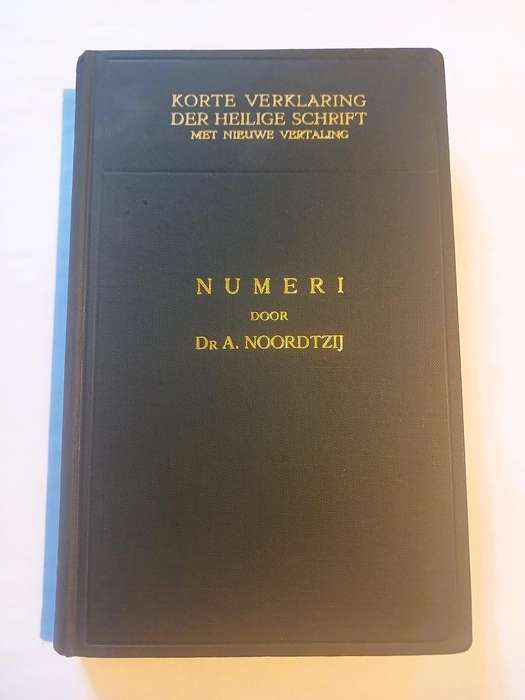 KORTE VERKLARING
DER HEILIGE SCHRIFT
MET NIEUWE VERTALING
NUMERI
DOOR
DR A. NOORDTZIJ